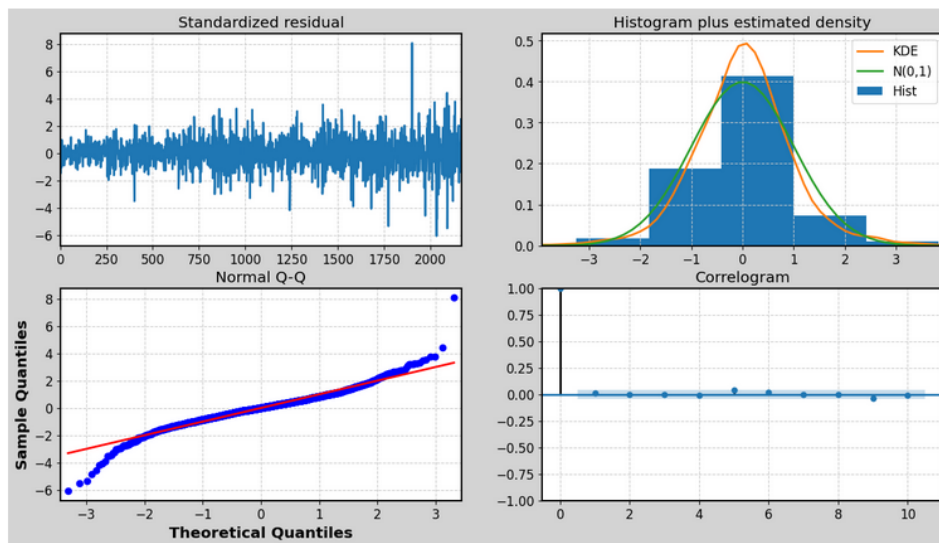 Standardized residual
8
6
4
2
0
−2
−4
−6
0 250 500 750 1000 1250 1500 1750 2000
Histogram plus estimated density
0.5
0.4
0.3
0.2
0.1
0.0
−3 −2 −1 0 1 2 3
KDE
N(0,1)
Hist
Normal Q-Q
Sample Quantiles
8
6
4
2
0
−2
−4
−6
−3 −2 −1 0 1 2 3
Theoretical Quantiles
Correlogram
1.00
0.75
0.50
0.25
0.00
−0.25
−0.50
−0.75
−1.00
0 2 4 6 8 10